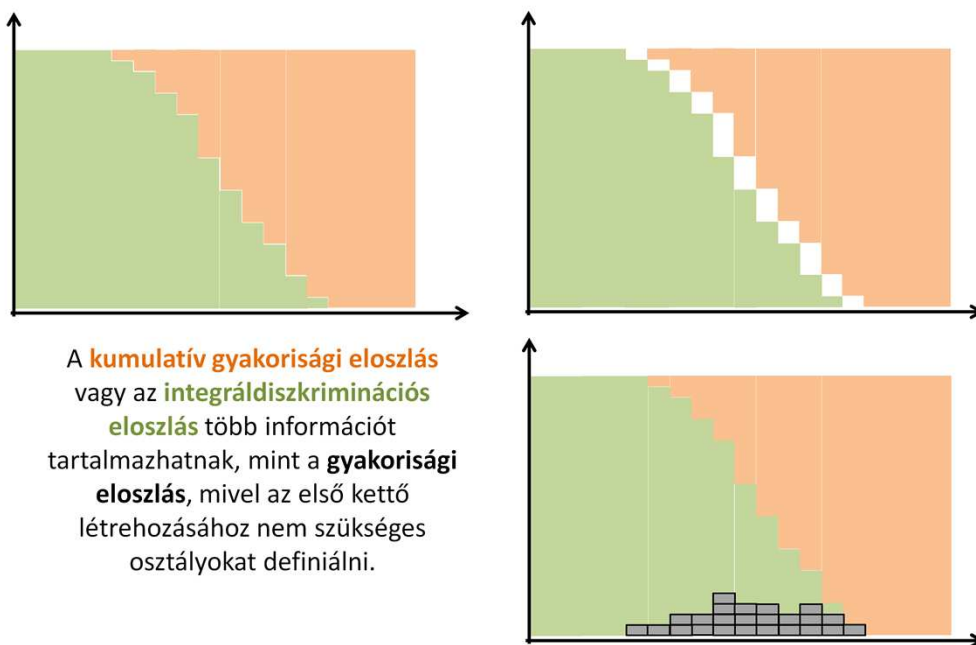 A kumulatív gyakorisági eloszlás
vagy az integráldiszkriminációs
eloszlás több információt
tartalmazhatnak, mint a gyakorisági
eloszlás, mivel az első kettő
létrehozásához nem szükséges
osztályokat definiálni.